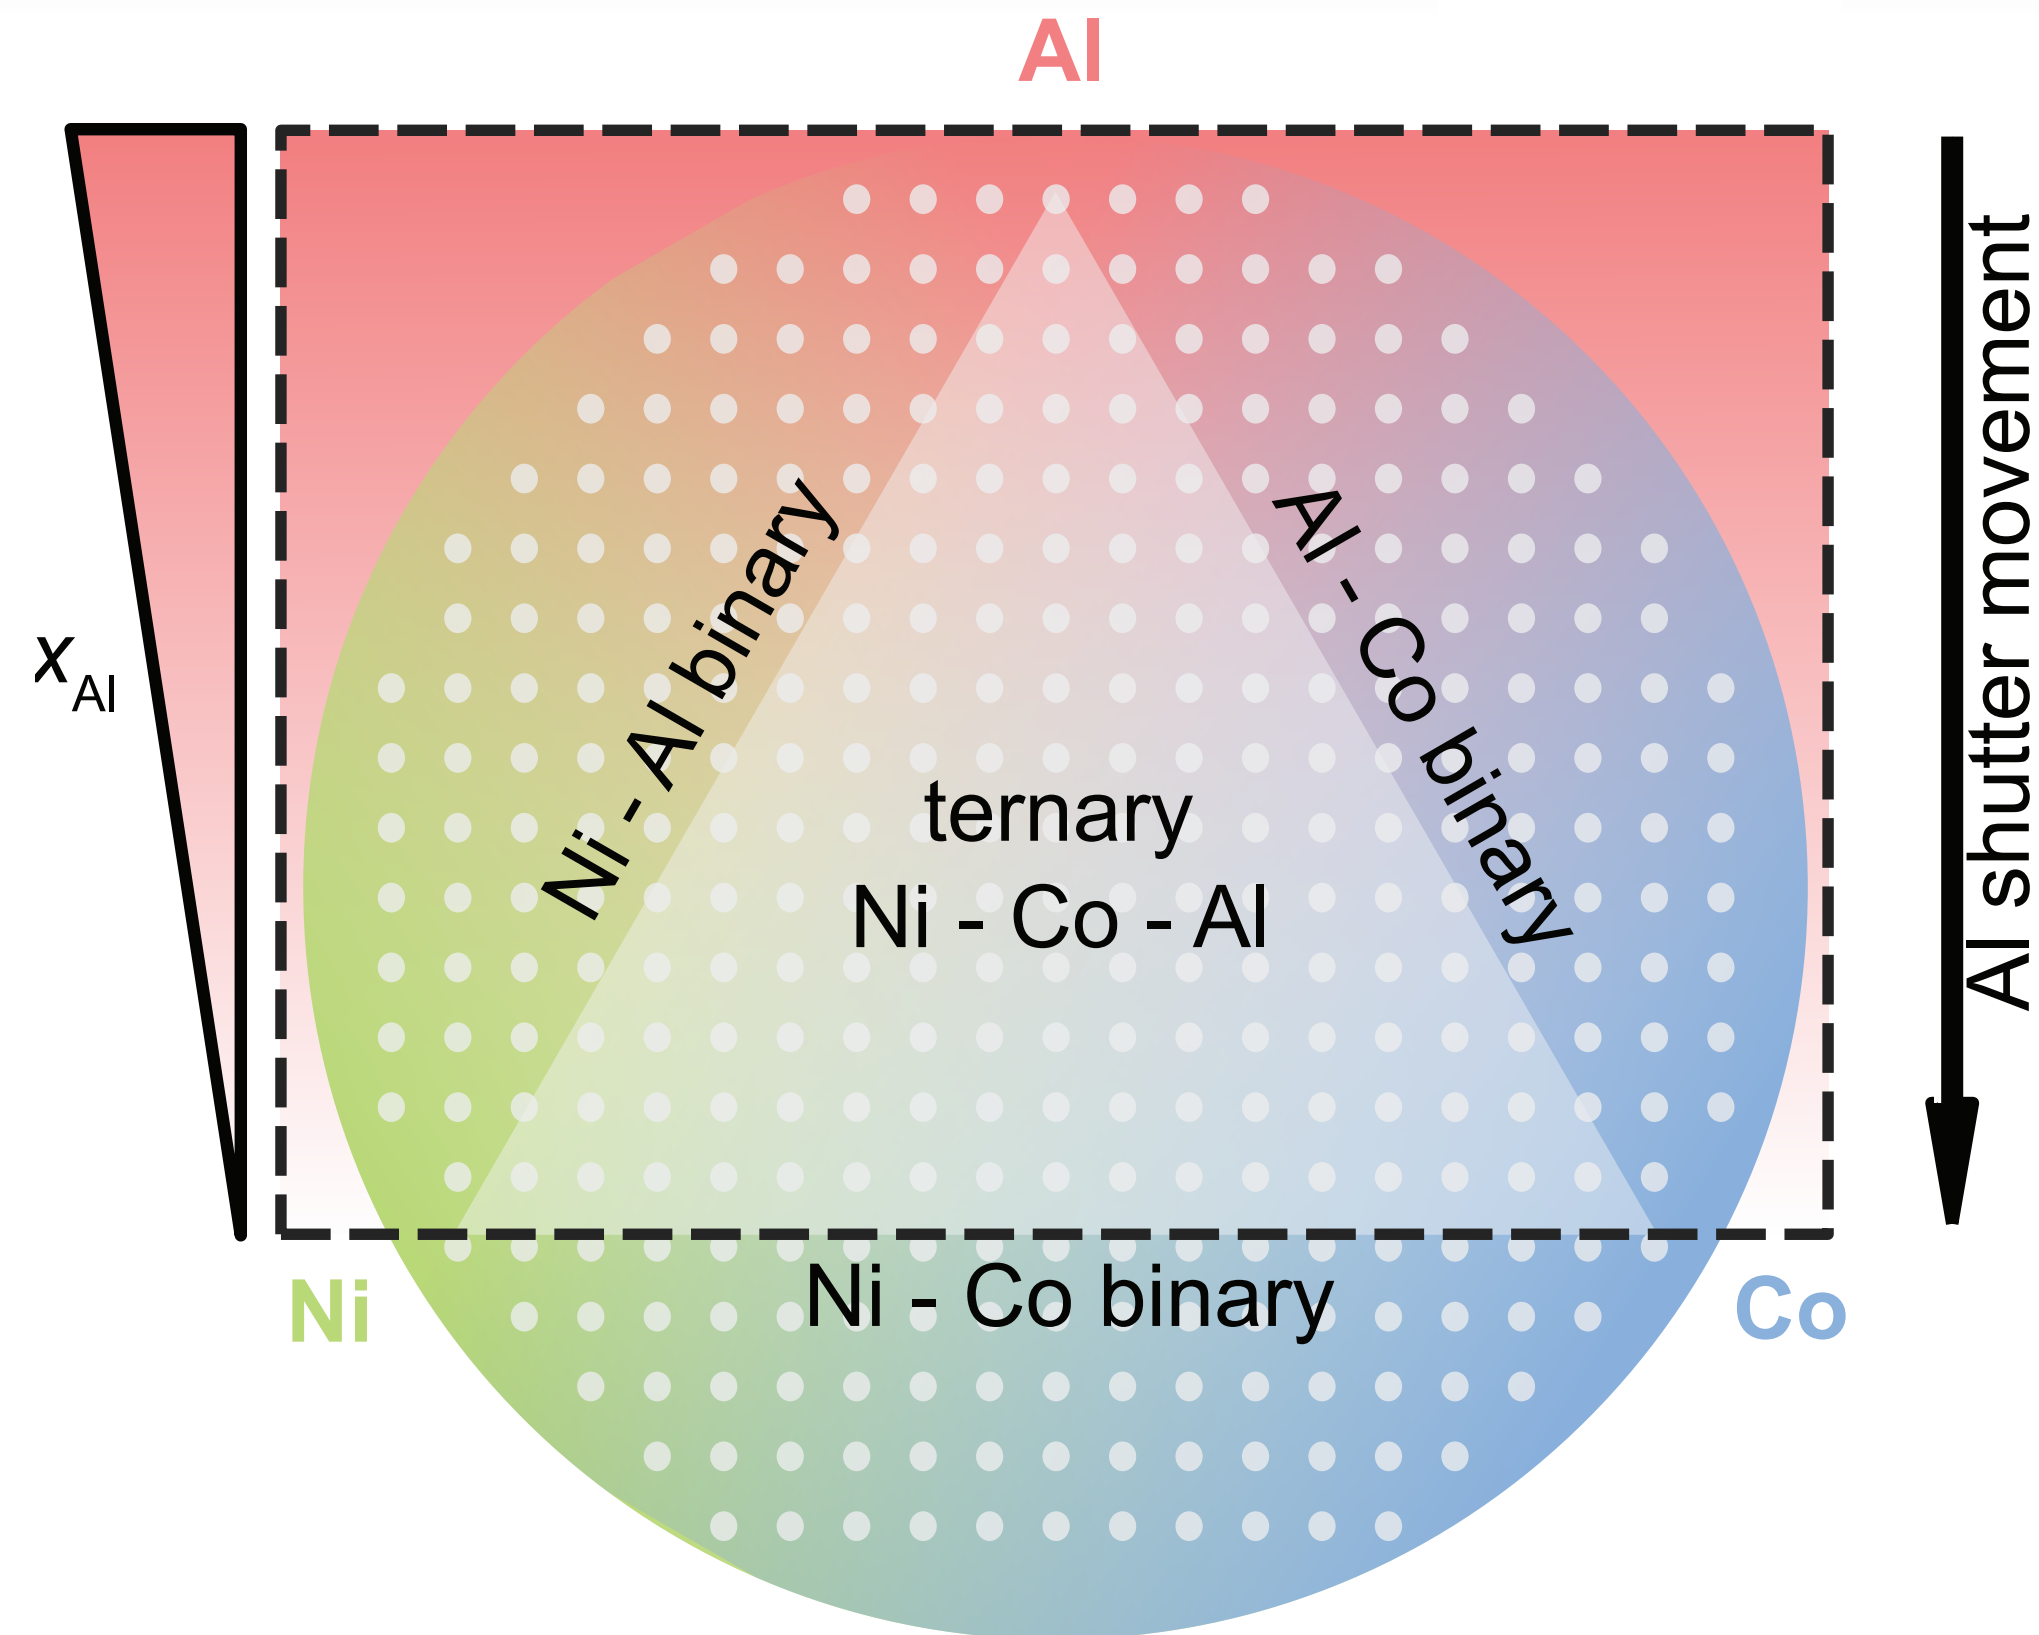 Al
x Al
Ni - Al binary
Al - Co binary
Al shutter movement
ternary
Ni - Co - Al
Ni
Ni - Co binary
Co